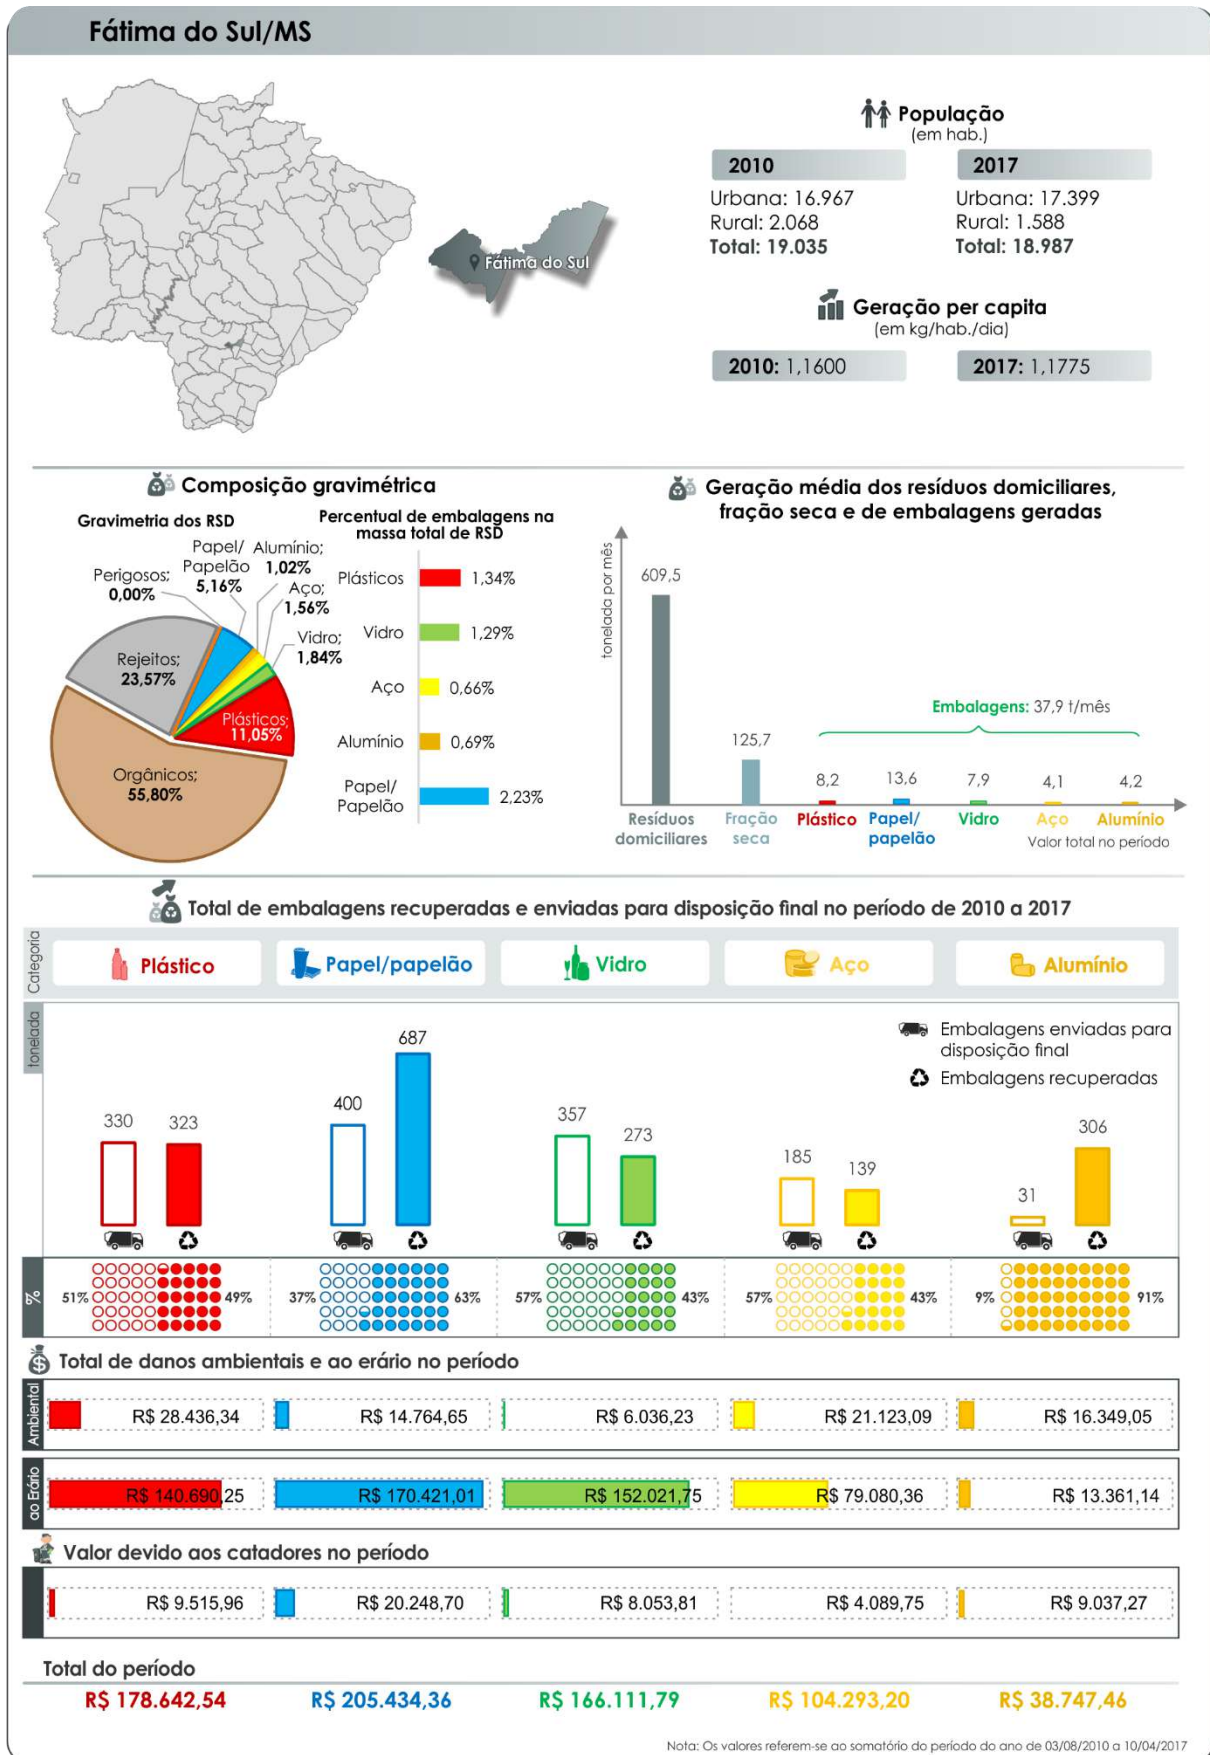 Fátima do Sul/MS
População
(em hab.)
2010
2017
Urbana: 16.967
Rural: 2.068
Total: 19.035
Urbana: 17.399
Rural: 1.588
Total: 18.987
Fátima do Sul
Geração per capita
(em kg/hab./dia)
2010: 1,1600
2017: 1,1775
Composição gravimétrica
Gravimetria dos RSD
Perigosos;
0,00%
Papel/
Papelão
5,16%
Alumínio;
1,02%
Aço;
1,56%
Vidro;
1,84%
Rejeitos;
23,57%
Plásticos;
11,05%
Orgânicos;
55,80%
Percentual de embalagens na
massa total de RSD
Plásticos
1,34%
Vidro
1,29%
Aço
0,66%
Alumínio
0,69%
Papel/
Papelão
2,23%
Geração média dos resíduos domiciliares,
fração seca e de embalagens geradas
tonelada por mês
609,5
125,7
Embalagens: 37,9 t/mês
8,2
13,6
7,9
4,1
4,2
Resíduos
domiciliares
Fração
seca
Plástico
Papel/
papelão
Vidro
Aço
Alumínio
Valor total no período
Total de embalagens recuperadas e enviadas para disposição final no período de 2010 a 2017
Categoria
Plástico
Papel/papelão
Vidro
Aço
Alumínio
tonelada
Embalagens enviadas para
disposição final
Embalagens recuperadas
330
323
400
687
357
273
185
139
31
306
%
51%
49%
37%
63%
57%
43%
57%
43%
9%
91%
Total de danos ambientais e ao erário no período
Ambiental
R$ 28.436,34
R$ 14.764,65
R$ 6.036,23
R$ 21.123,09
R$ 16.349,05
ao Erário
R$ 140.690,25
R$ 170.421,01
R$ 152.021,75
R$ 79.080,36
R$ 13.361,14
Valor devido aos catadores no período
R$ 9.515,96
R$ 20.248,70
R$ 8.053,81
R$ 4.089,75
R$ 9.037,27
Total do período
R$ 178.642,54
R$ 205.434,36
R$ 166.111,79
R$ 104.293,20
R$ 38.747,46
Nota: Os valores referem-se ao somatório do período do ano de 03/08/2010 a 10/04/2017